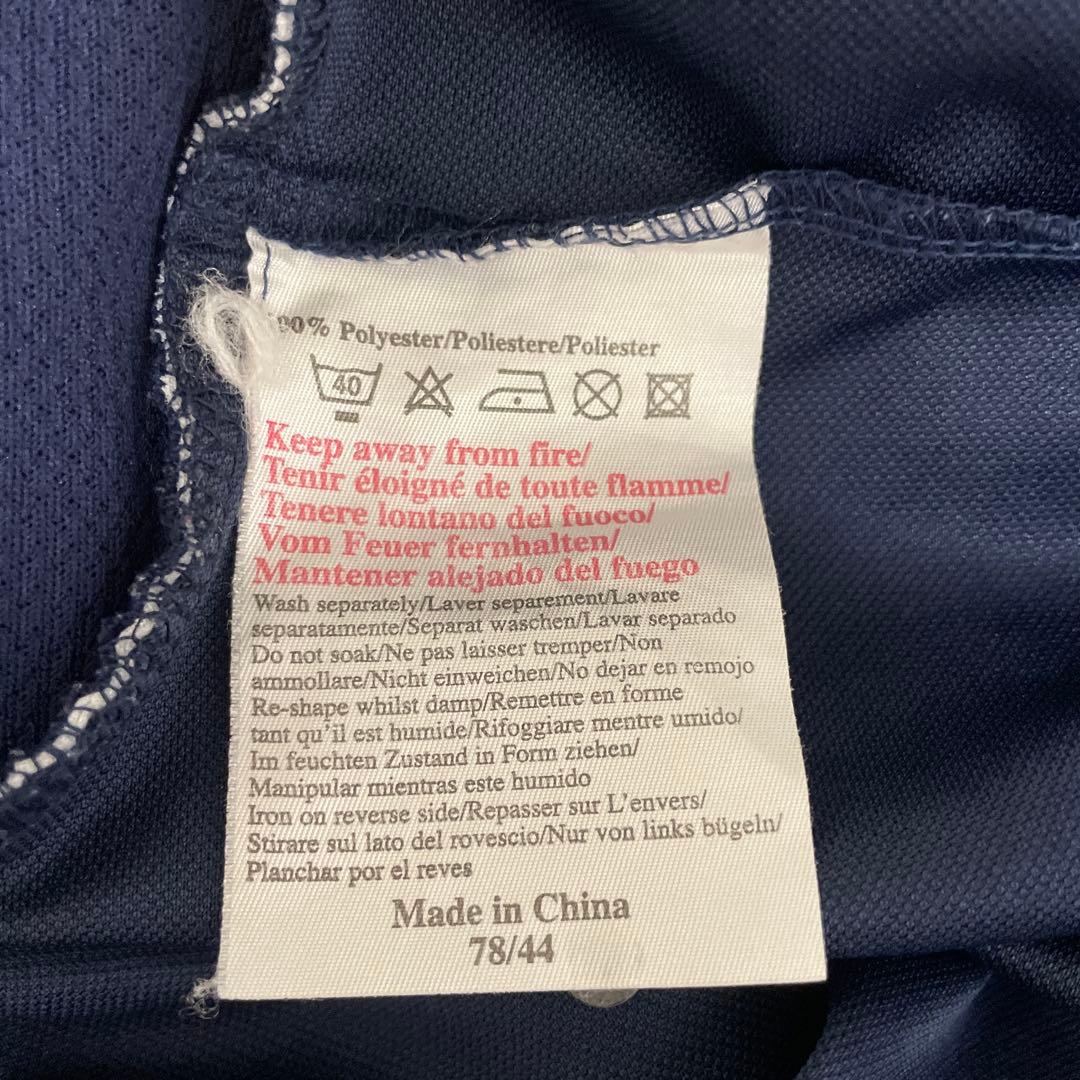 00% Polyester/Poliestere/Poliester
40
Keep away from fire/
Tenir éloigné de toute flamme/
Tenere lontano del fuoco/
Vom Feuer fernhalten/
Mantener alejado del fuego
Wash separately/Laver separement/Lavare
separatamente/Separat waschen/Lavar separado
Do not soak/Ne pas laisser tremper/Non
ammollare/Nicht einweichen/No dejar en remojo
Re-shape whilst damp/Remettre en forme
tant qu'il est humide/Rifoggiare mentre umido/
Im feuchten Zustand in Form ziehen/
Manipular mientras este humido
Iron on reverse side/Repasser sur L'envers/
Stirare sul lato del rovescio/Nur von links bügeln/
Planchar por el reves
Made in China
78/44